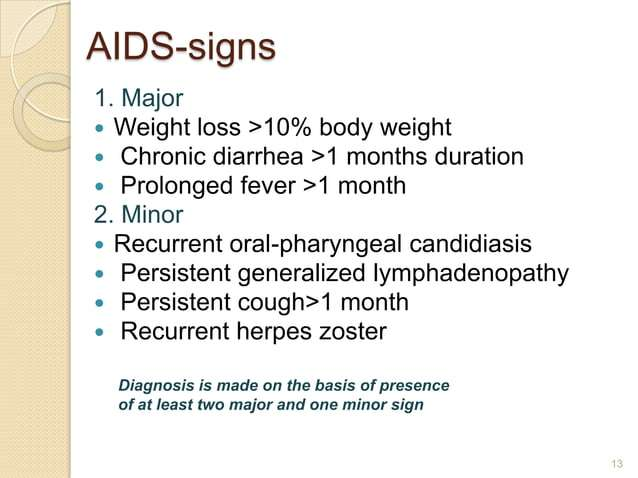 AIDS-signs
1. Major
• Weight loss >10% body weight
• Chronic diarrhea >1 months duration
• Prolonged fever >1 month
2. Minor
• Recurrent oral-pharyngeal candidiasis
• Persistent generalized lymphadenopathy
• Persistent cough>1 month
• Recurrent herpes zoster
Diagnosis is made on the basis of presence
of at least two major and one minor sign
13